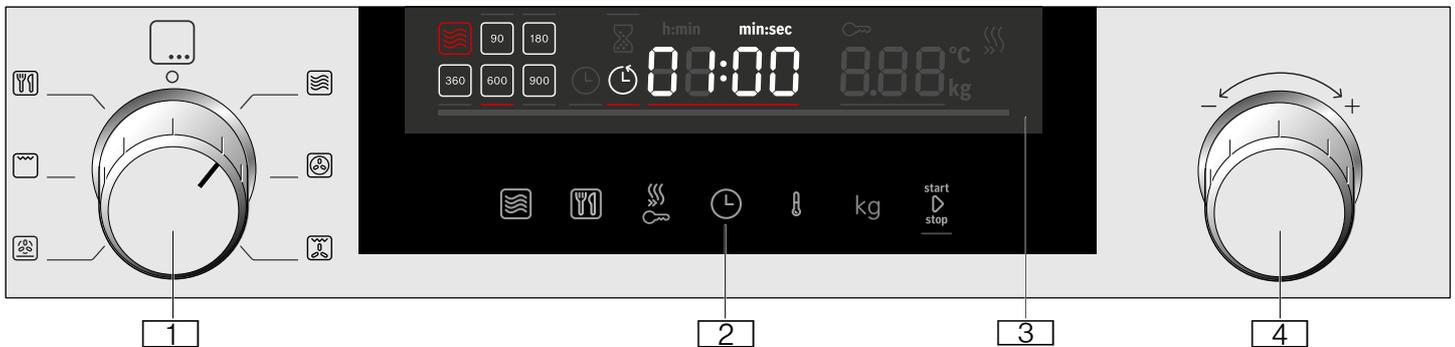 h:min min:sec
90 180
01:00 8.88 °C
360 600 900 kg
− +
kg
start
stop
1 2 3 4